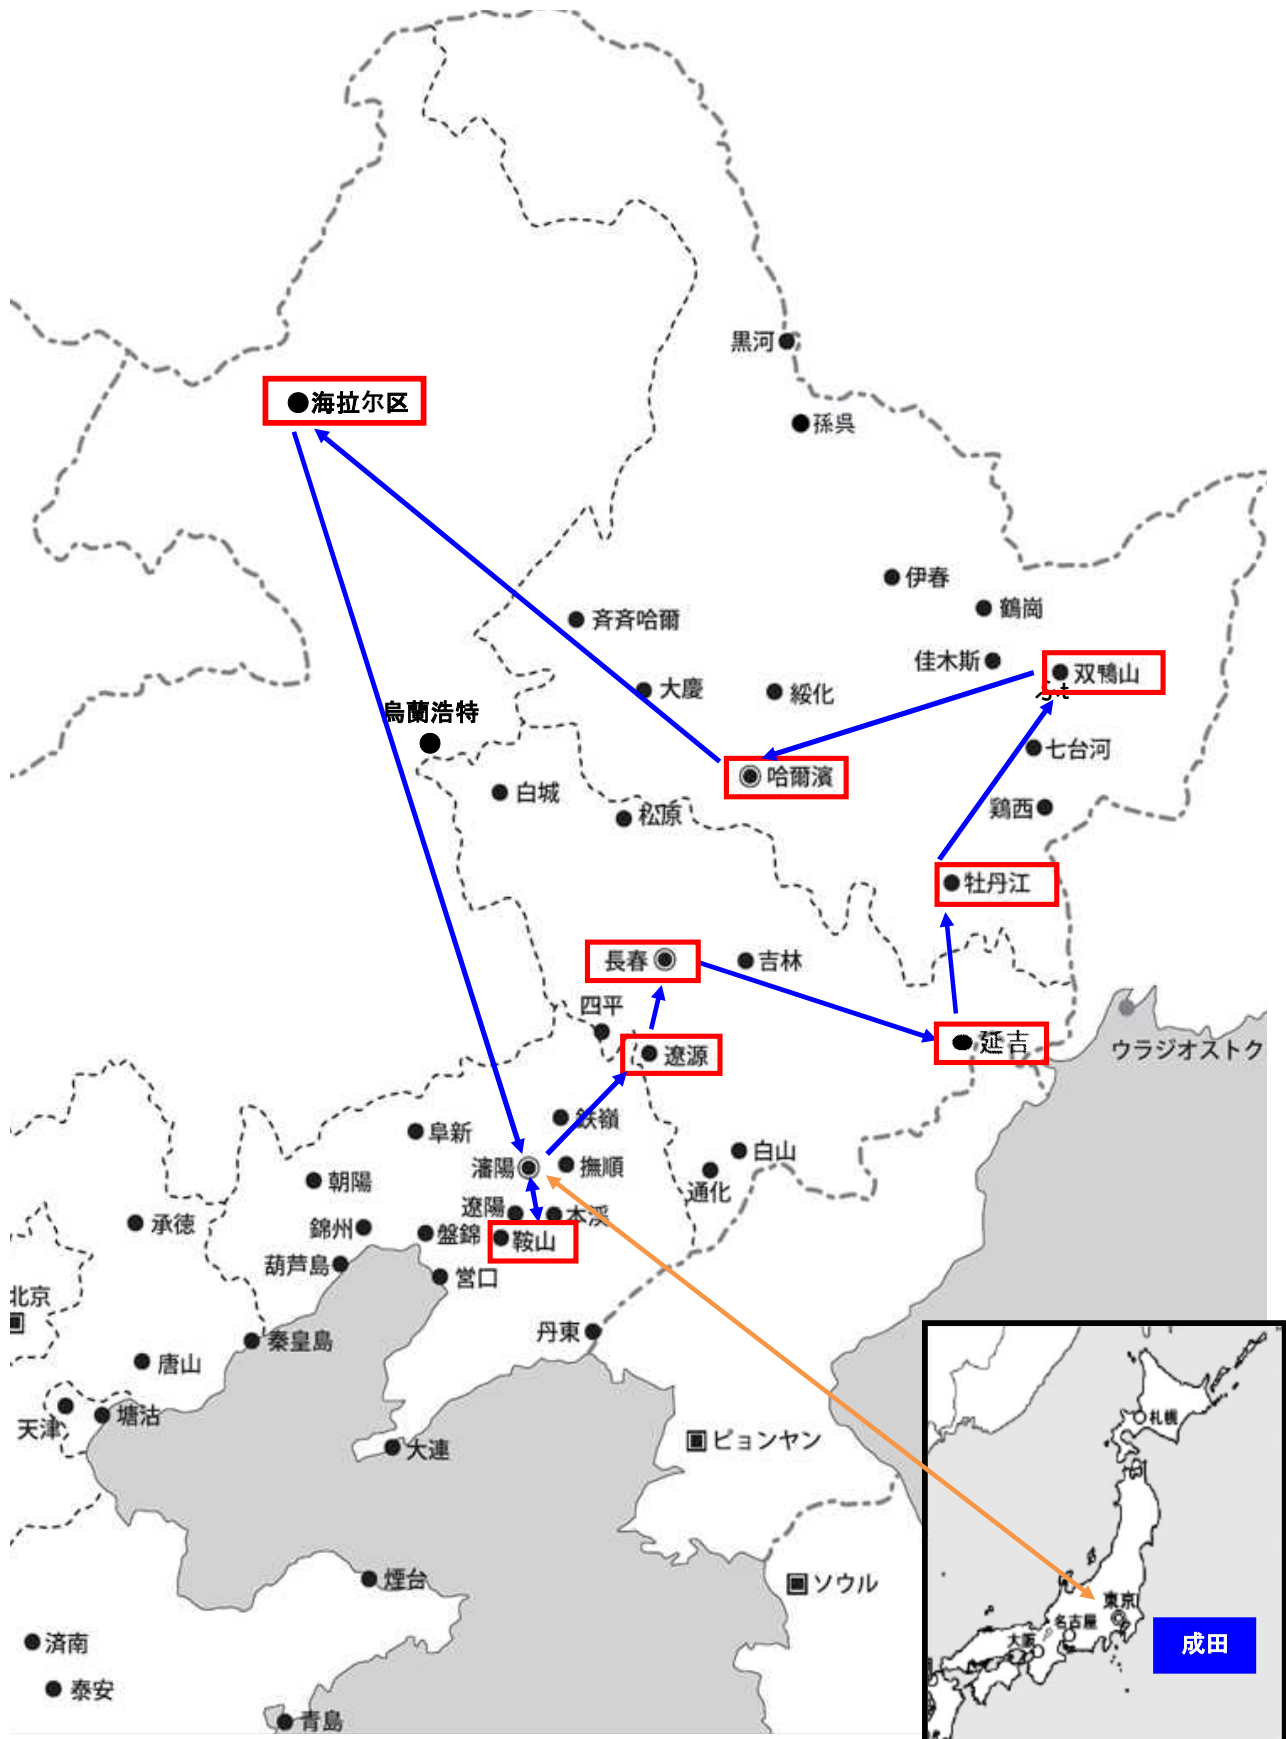 黒河
海拉尔区
孫呉
伊春
鶴崗
斉斉哈爾
佳木斯
双鴨山
大慶
綏化
烏蘭浩特
七台河
哈爾濱
白城
松原
鶏西
牡丹江
長春
吉林
四平
延吉
ウラジオストク
遼源
鉄嶺
阜新
白山
瀋陽
撫順
朝陽
通化
遼陽
本渓
承徳
錦州
盤錦
鞍山
葫芦島
営口
北京
丹東
秦皇島
唐山
塘沽
天津
札幌
ピョンヤン
大連
煙台
ソウル
東京
名古屋
大阪
成田
済南
泰安
青島